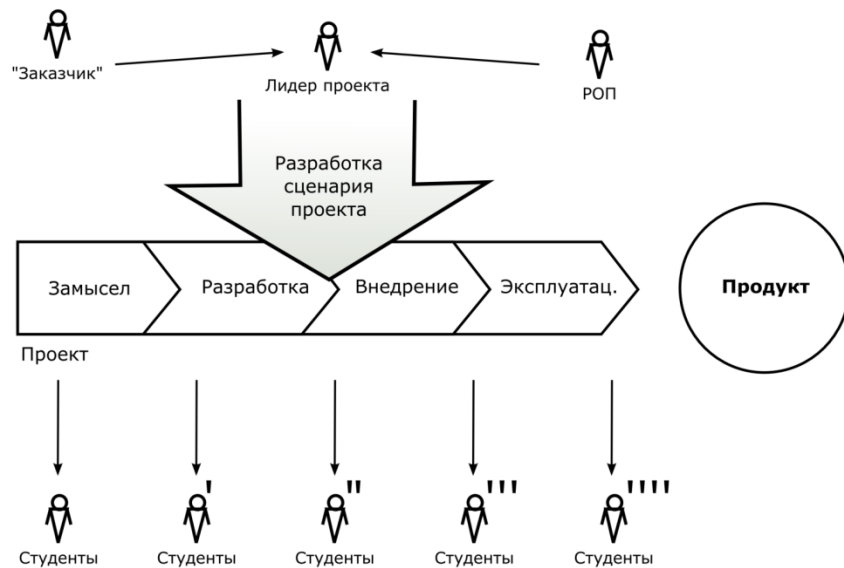 "Заказчик"
Лидер проекта
РОП
Разработка
сценария
проекта
Замысел
Разработка
Внедрение
Эксплуатац.
Продукт
Проект
'
''
'''
''''
Студенты
Студенты
Студенты
Студенты
Студенты